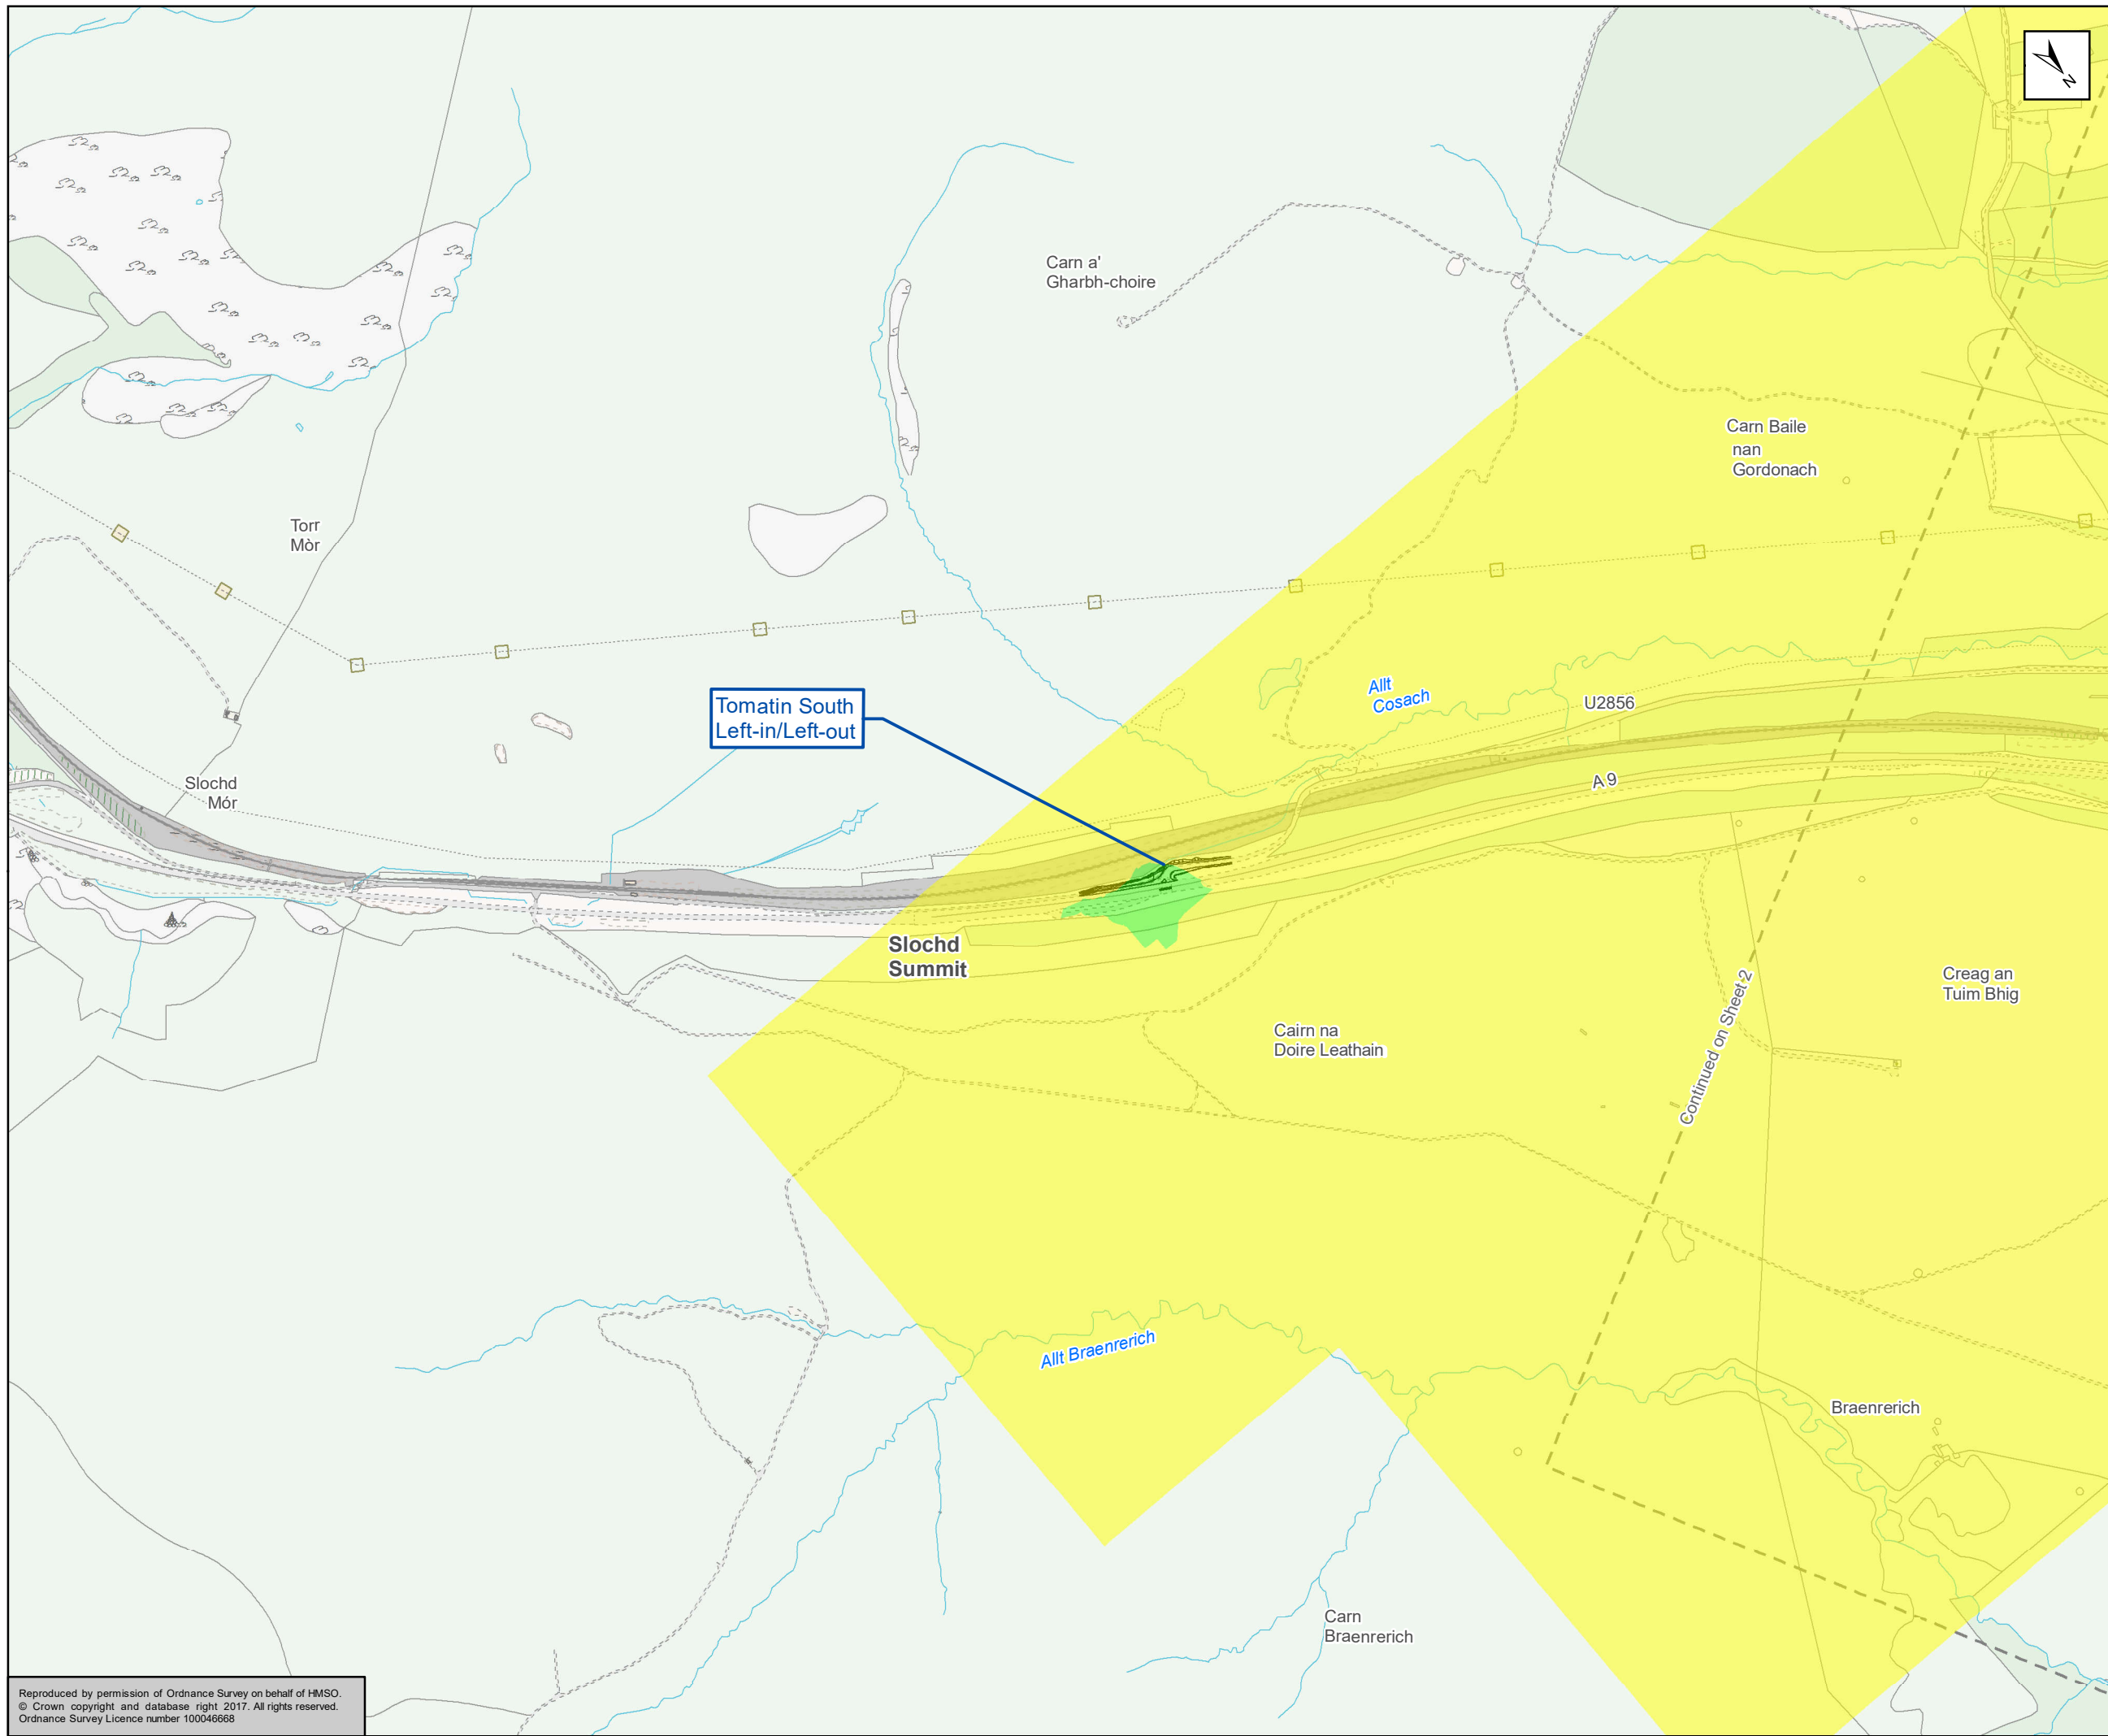 N
Carn a'
Gharbh-choire
Carn Baile
nan
Gordonach
Torr
Mòr
Allt
Cosach
U2856
Tomatin South
Left-in/Left-out
A 9
Slochd
Mór
Slochd
Summit
Creag an
Tuim Bhig
Continued on Sheet 2
Cairn na
Doire Leathain
Allt Braenrerich
Braenrerich
Carn
Braenrerich
Reproduced by permission of Ordnance Survey on behalf of HMSO.
© Crown copyright and database right 2017. All rights reserved.
Ordnance Survey Licence number 100046668